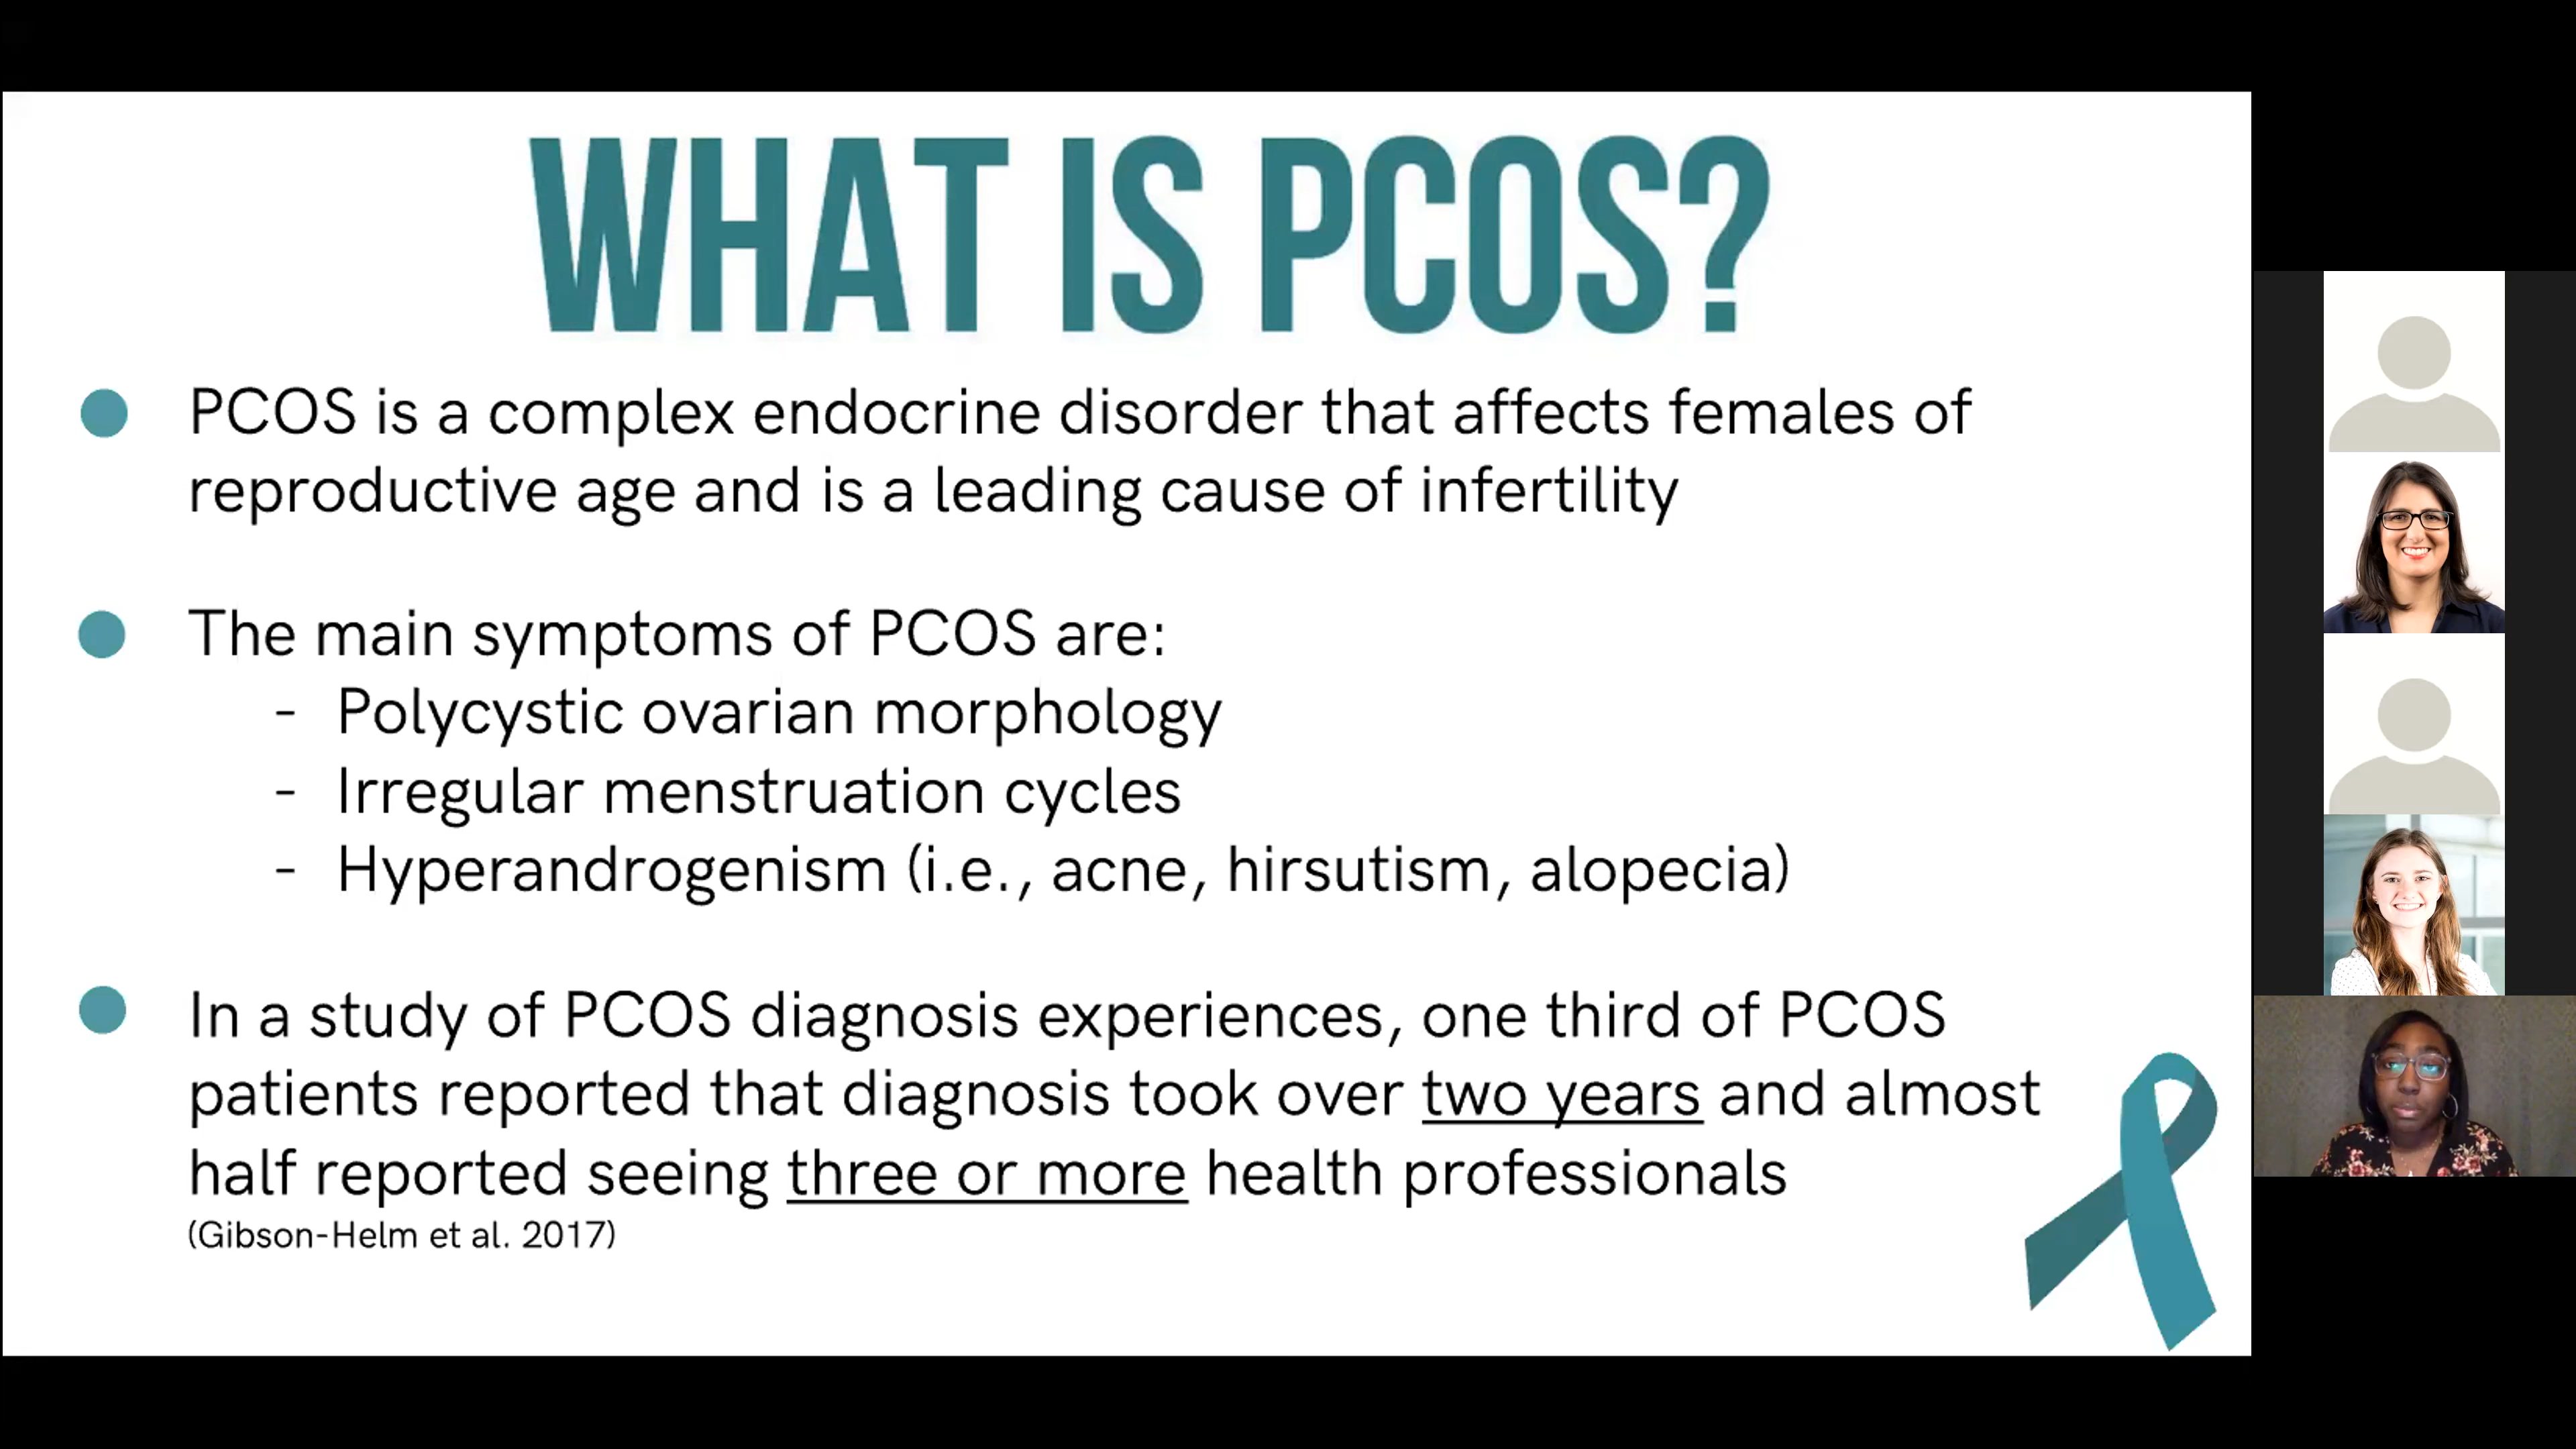 WHAT IS PCOS?
PCOS is a complex endocrine disorder that affects females of
reproductive age and is a leading cause of infertility
The main symptoms of PCOS are:
- Polycystic ovarian morphology
- Irregular menstruation cycles
- Hyperandrogenism (i.e., acne, hirsutism, alopecia)
In a study of PCOS diagnosis experiences, one third of PCOS
patients reported that diagnosis took over two years and almost
half reported seeing three or more health professionals
(Gibson-Helm et al. 2017)